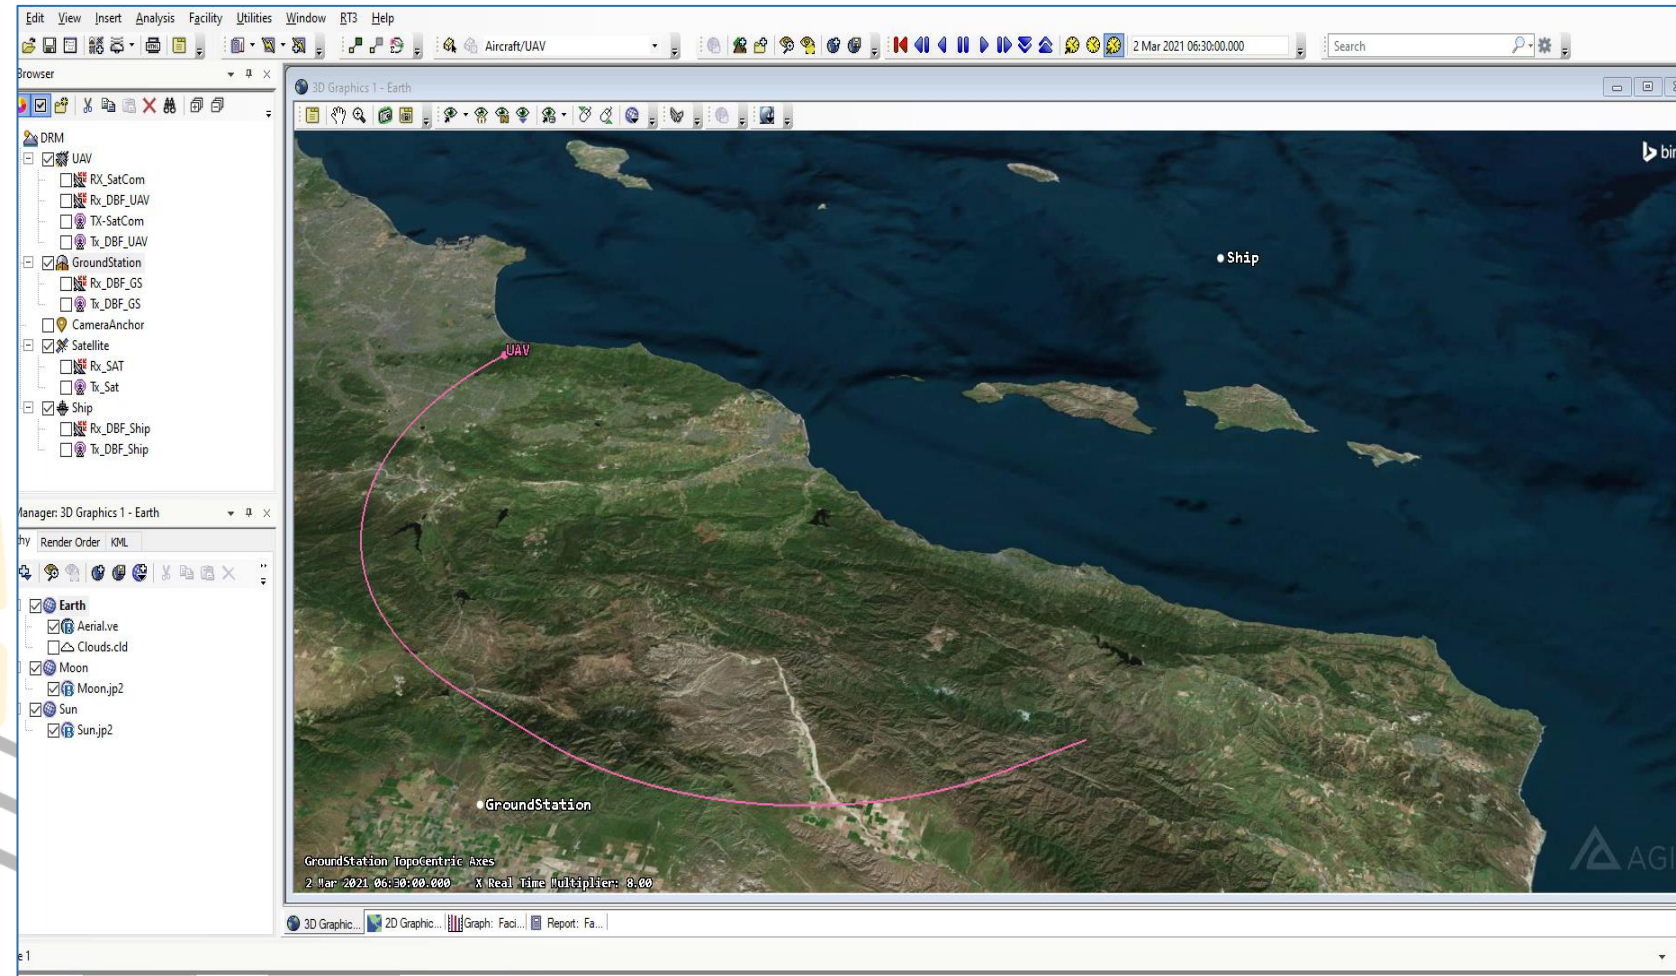 Edit View Insert Analysis Facility Utilities Window RT3 Help
Aircraft/UAV 2 Mar 2021 06:30:00.000 Search
Browser
DRM
UAV
RX_SatCom
Rx_DBF_UAV
TX-SatCom
Tx_DBF_UAV
GroundStation
Rx_DBF_GS
Tx_DBF_GS
CameraAnchor
Satellite
Rx_SAT
Tx_Sat
Ship
Rx_DBF_Ship
Tx_DBF_Ship
Manager: 3D Graphics 1 - Earth
hy Render Order KML
Earth
Aerial.ve
Clouds.cld
Moon
Moon.jp2
Sun
Sun.jp2
3D Graphics 1 - Earth
bin
Ship
UAV
GroundStation
GroundStation TopoCentric Axes
2 Mar 2021 06:30:00.000 X Real Time Multiplier: 8.00
AGI
3D Graphic... 2D Graphic... Graph: Faci... Report: Fa...
e 1